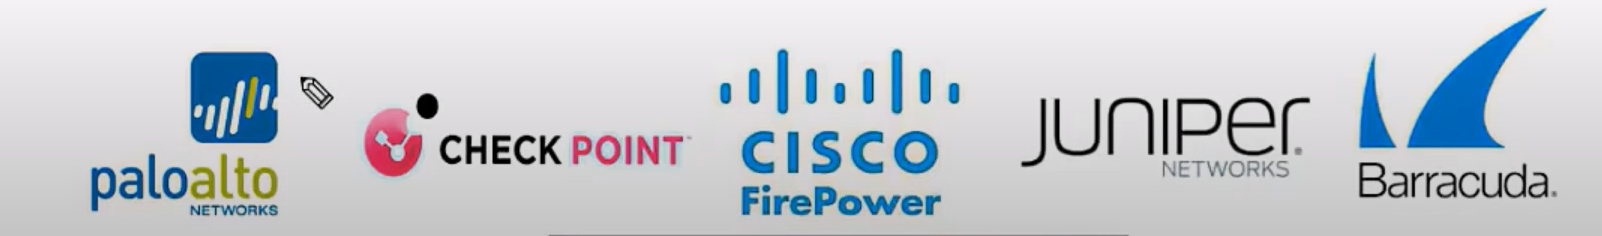 paloalto
NETWORKS
CHECK POINT
CISCO
FirePower
JUNIPER
NETWORKS
Barracuda